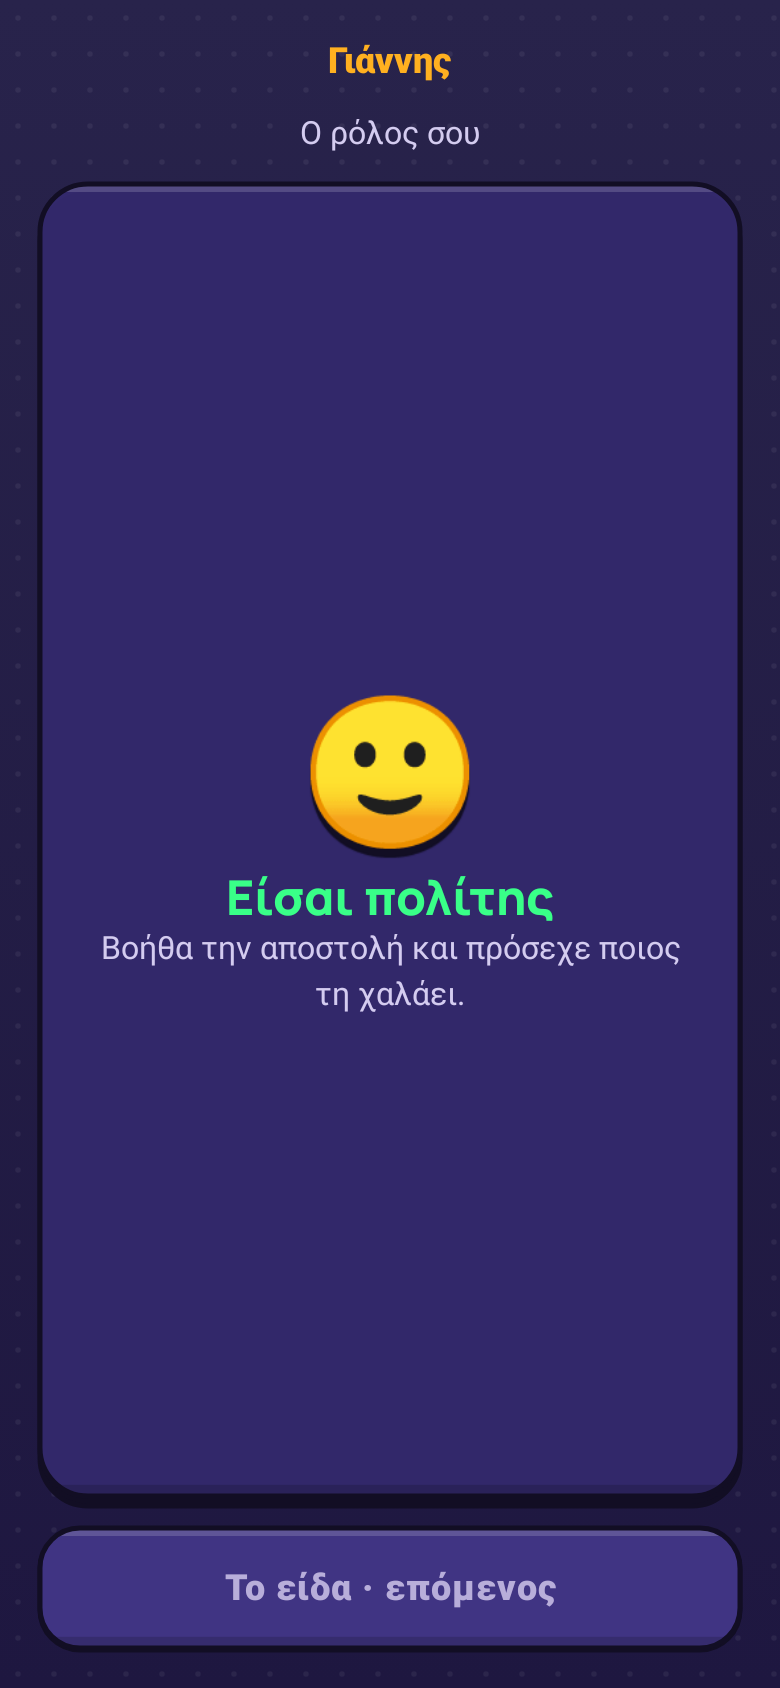 Γιάννης
Ο ρόλος σου
Είσαι πολίτης
Βοήθα την αποστολή και πρόσεχε ποιος
τη χαλάει.
Το είδα · επόμενος